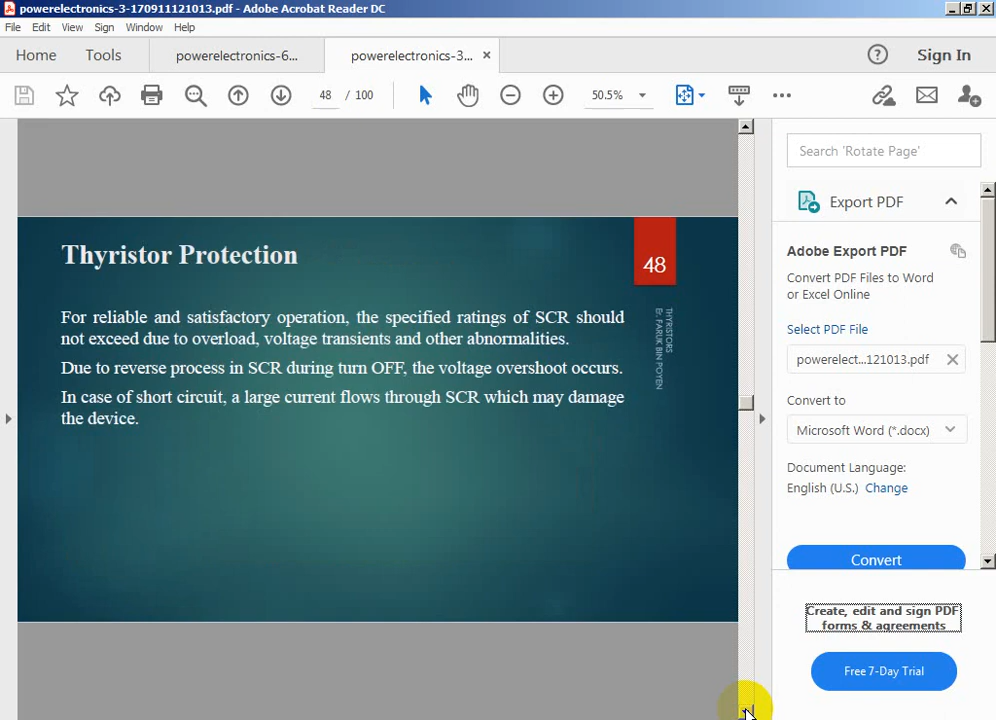 powerelectronics-3-170911121013.pdf - Adobe Acrobat Reader DC
File Edit View Sign Window Help
Home Tools powerelectronics-6... powerelectronics-3... Sign In
48 / 100 50.5%
Thyristor Protection
48
For reliable and satisfactory operation, the specified ratings of SCR should
not exceed due to overload, voltage transients and other abnormalities.
Due to reverse process in SCR during turn OFF, the voltage overshoot occurs.
In case of short circuit, a large current flows through SCR which may damage
the device.
THYRISTORS
Er. FARUK BIN POYEN
Search 'Rotate Page'
Export PDF
Adobe Export PDF
Convert PDF Files to Word
or Excel Online
Select PDF File
powerelect...121013.pdf
Convert to
Microsoft Word (*.docx)
Document Language:
English (U.S.) Change
Convert
Create, edit and sign PDF
forms & agreements
Free 7-Day Trial